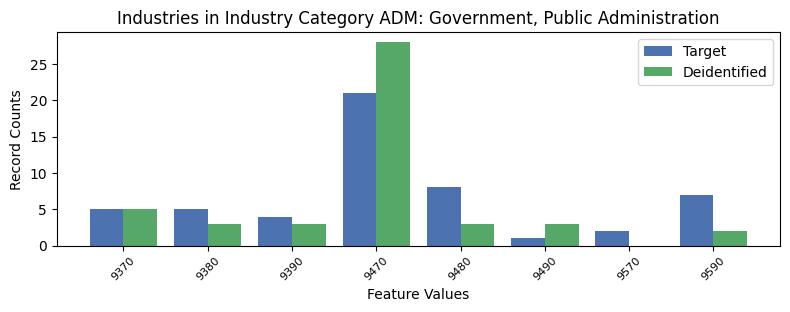 Industries in Industry Category ADM: Government, Public Administration
Target
Deidentified
Record Counts
25
20
15
10
5
0
9370 9380 9390 9470 9480 9490 9570 9590
Feature Values